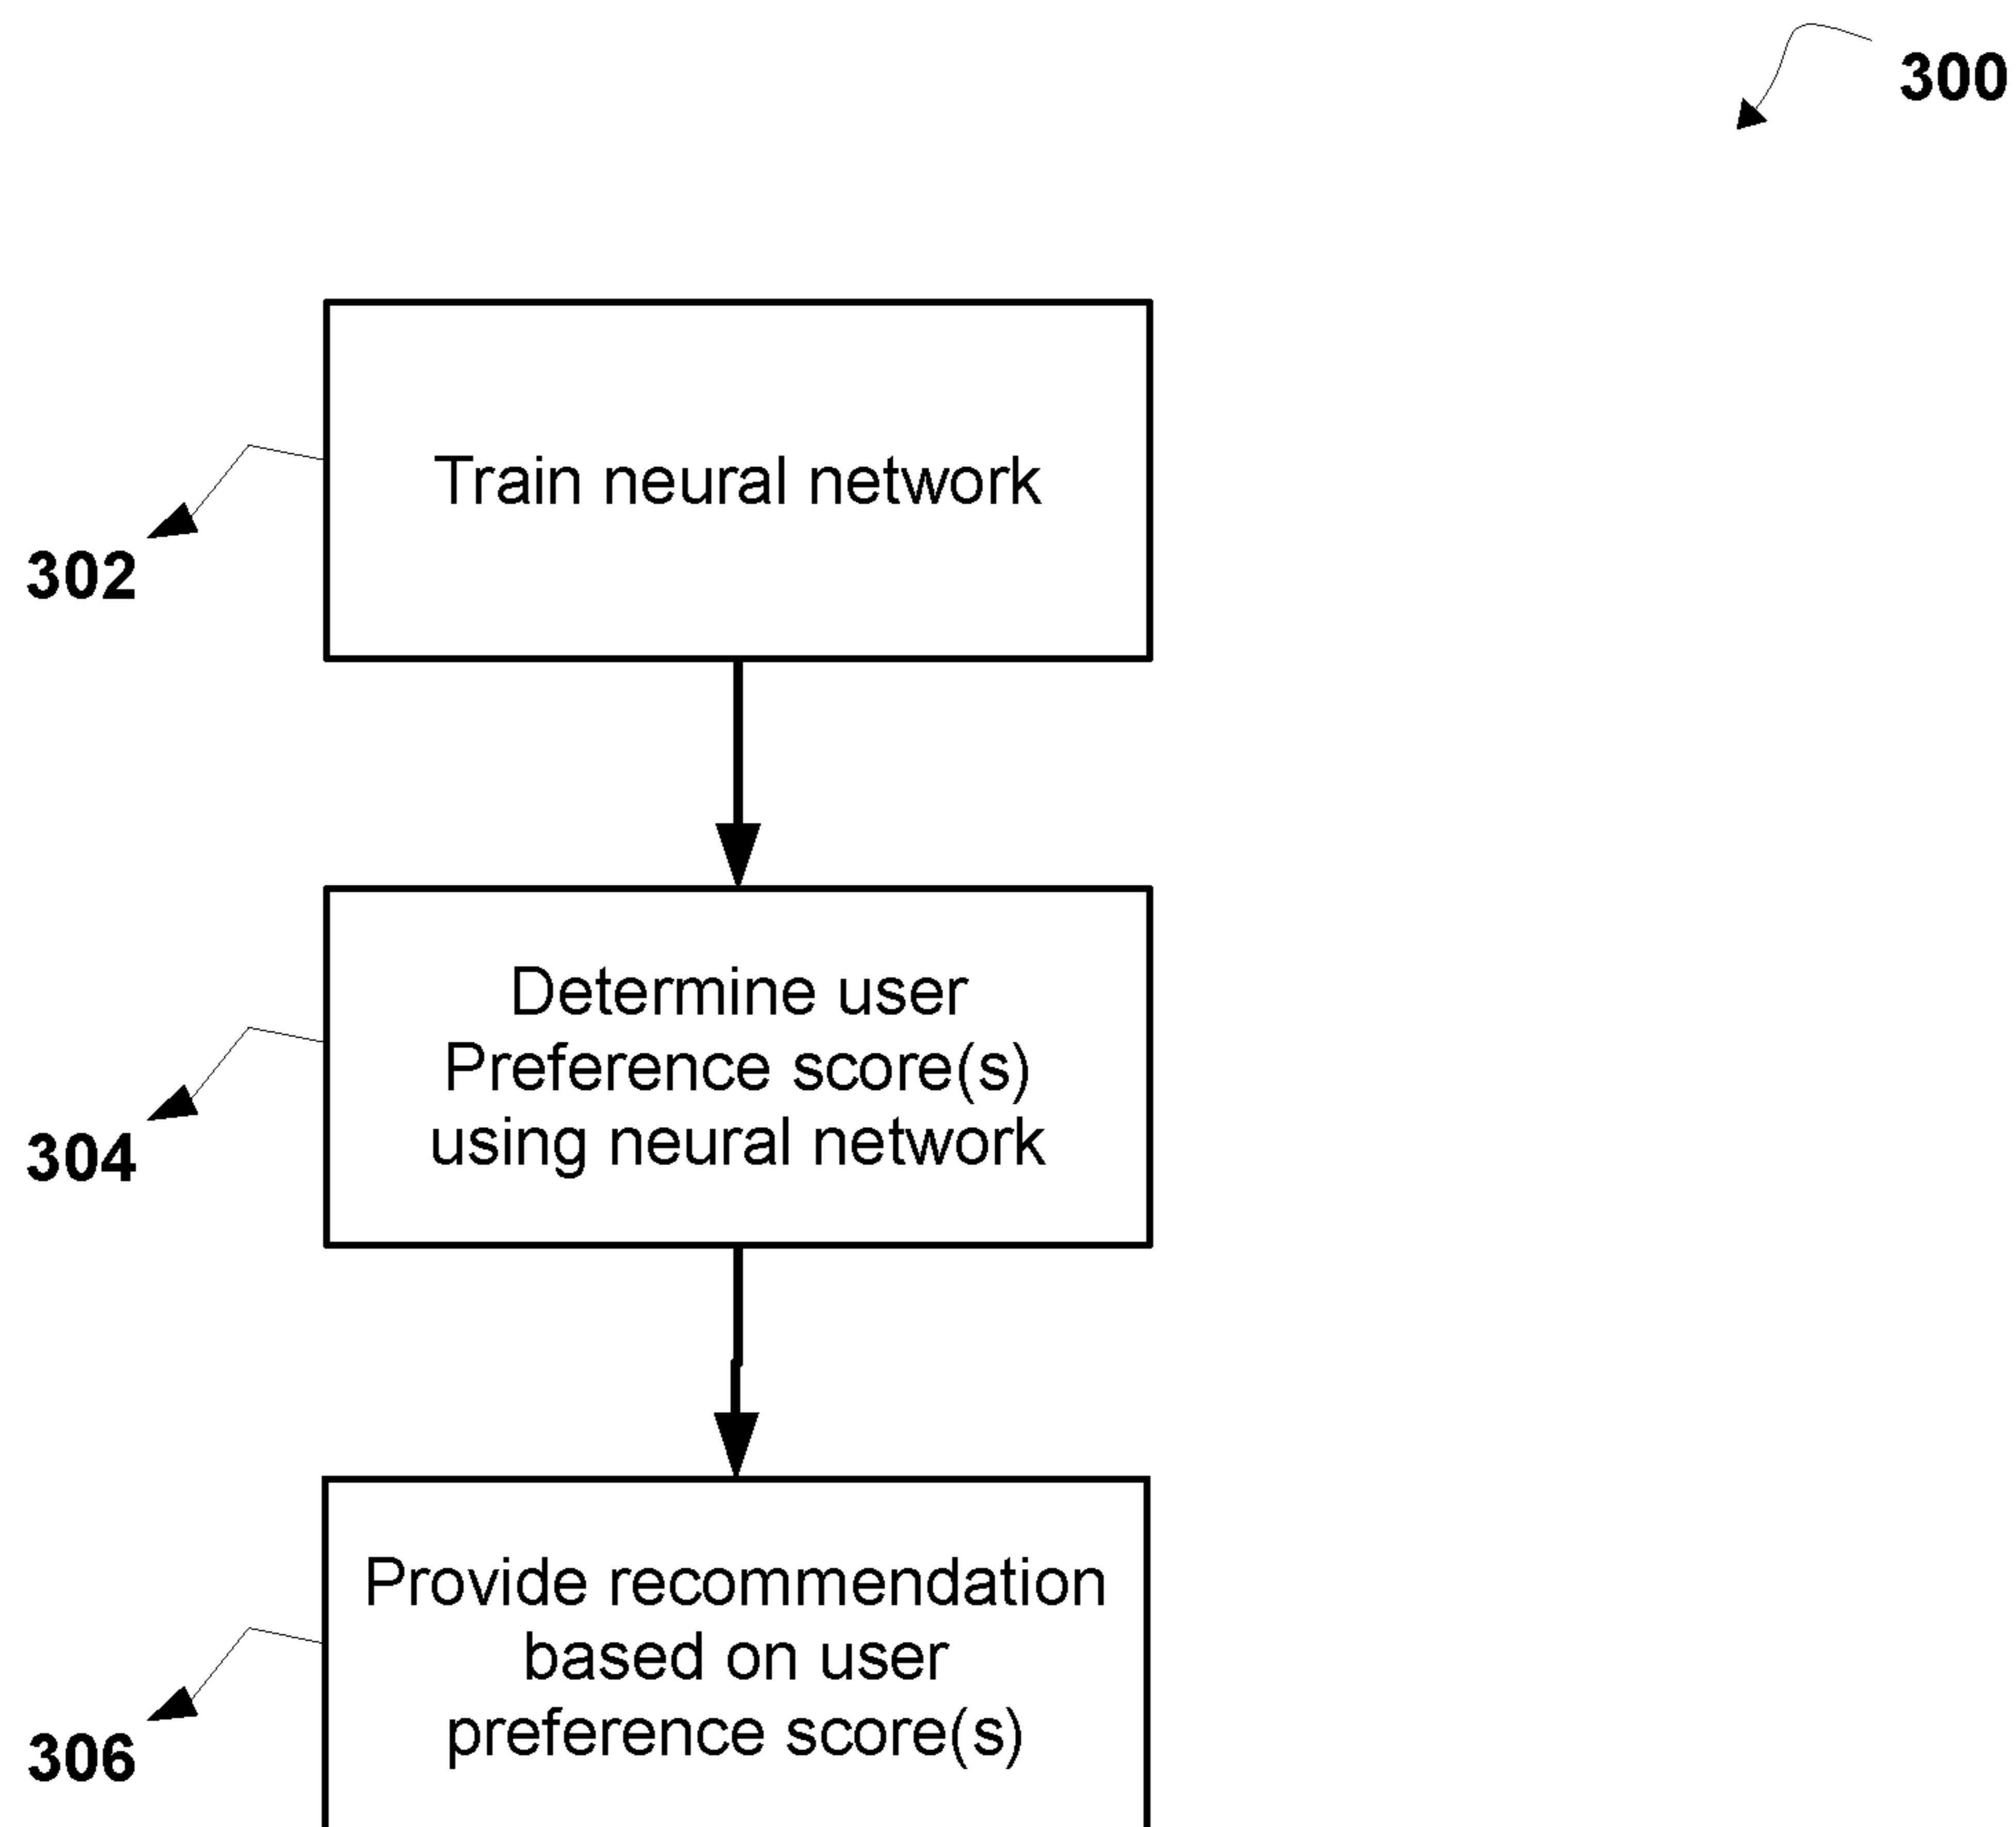 300
Train neural network
302
Determine user
Preference score(s)
using neural network
304
Provide recommendation
based on user
preference score(s)
306